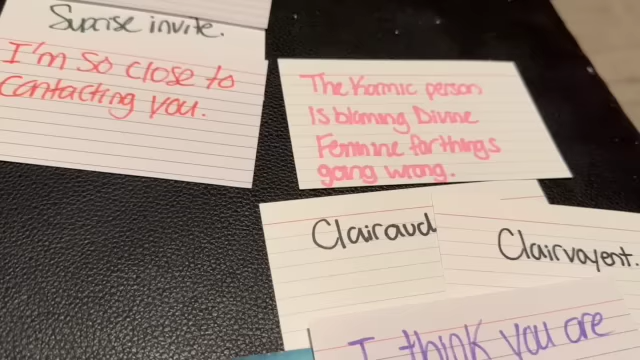 Suprise invite.
I'm so close to
contacting you.
The Karmic person
Is blaming Divine
Feminine for things
going wrong.
Clairaud
Clairvayent.
I think you are